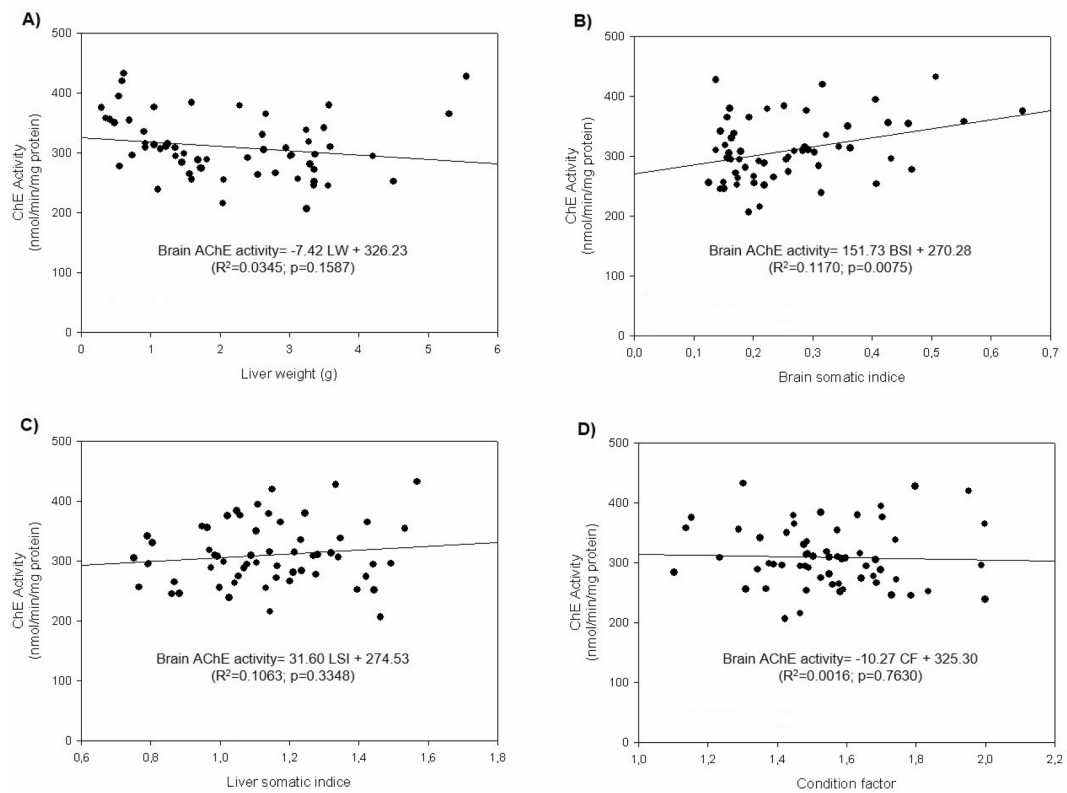 A)
500
400
300
200
100
0
ChE Activity
(nmol/min/mg protein)
Brain AChE activity= -7.42 LW + 326.23
(R²=0.0345; p=0.1587)
0 1 2 3 4 5 6
Liver weight (g)
B)
500
400
300
200
100
0
ChE Activity
(nmol/min/mg protein)
Brain AChE activity= 151.73 BSI + 270.28
(R²=0.1170; p=0.0075)
0,0 0,1 0,2 0,3 0,4 0,5 0,6 0,7
Brain somatic indice
C)
500
400
300
200
100
0
ChE Activity
(nmol/min/mg protein)
Brain AChE activity= 31.60 LSI + 274.53
(R²=0.1063; p=0.3348)
0,6 0,8 1,0 1,2 1,4 1,6 1,8
Liver somatic indice
D)
500
400
300
200
100
0
ChE Activity
(nmol/min/mg protein)
Brain AChE activity= -10.27 CF + 325.30
(R²=0.0016; p=0.7630)
1,0 1,2 1,4 1,6 1,8 2,0 2,2
Condition factor